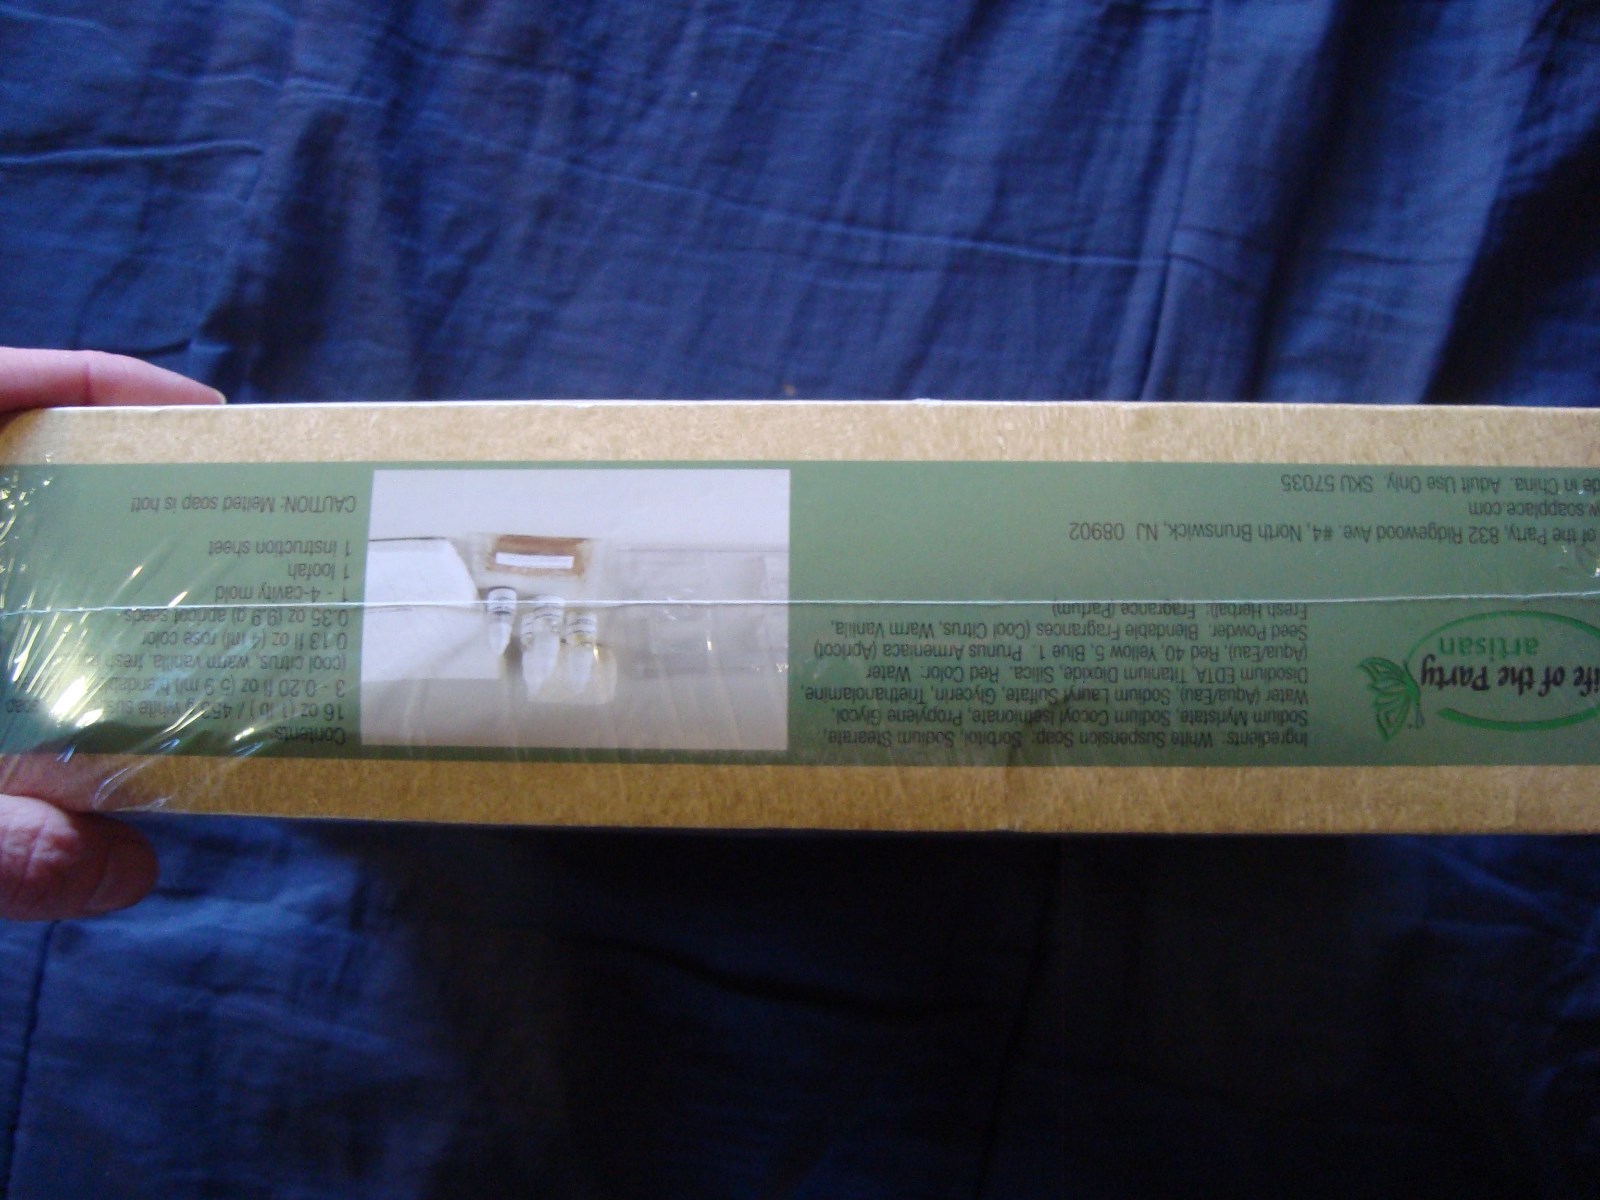 ife of the Party
artisan
Ingredients: White Suspension Soap: Sorbitol, Sodium Stearate,
Sodium Myristate, Sodium Cocoyl Isethionate, Propylene Glycol,
Water (Aqua/Eau), Sodium Lauryl Sulfate, Glycerin, Triethanolamine,
Disodium EDTA, Titanium Dioxide, Silica. Red Color: Water
(Aqua/Eau), Red 40, Yellow 5, Blue 1. Prunus Armeniaca (Apricot)
Seed Powder. Blendable Fragrances (Cool Citrus, Warm Vanilla,
Fresh Herbal): Fragrance (Parfum)
of the Party, 832 Ridgewood Ave. #4, North Brunswick, NJ 08902
w.soapplace.com
de in China. Adult Use Only. SKU 57035
Contents:
16 oz (1 lb ) / 453 g white soap
3 - 0.20 fl oz (5.9 ml)
(cool citrus, warm vanilla, fresh
0.13 fl oz (4 ml) rose color
0.35 oz (9.9 g) apricot seeds
1 - 4-cavity mold
1 loofah
1 instruction sheet
CAUTION: Melted soap is hot!